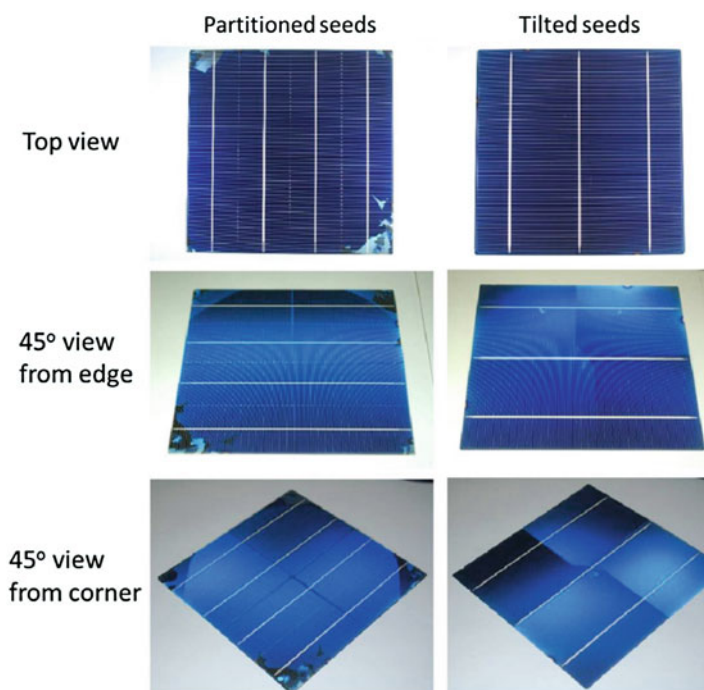 Partitioned seeds
Tilted seeds
Top view
45° view
from edge
45° view
from corner